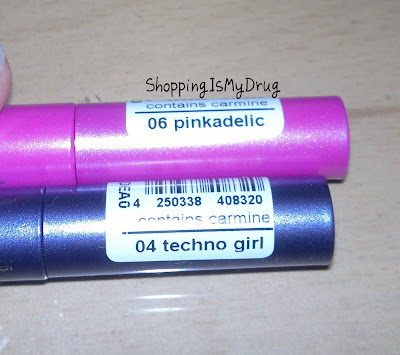 ShoppingIsMyDrug
contains carmine
06 pinkadelic
4 250338 408320
contains carmine
04 techno girl